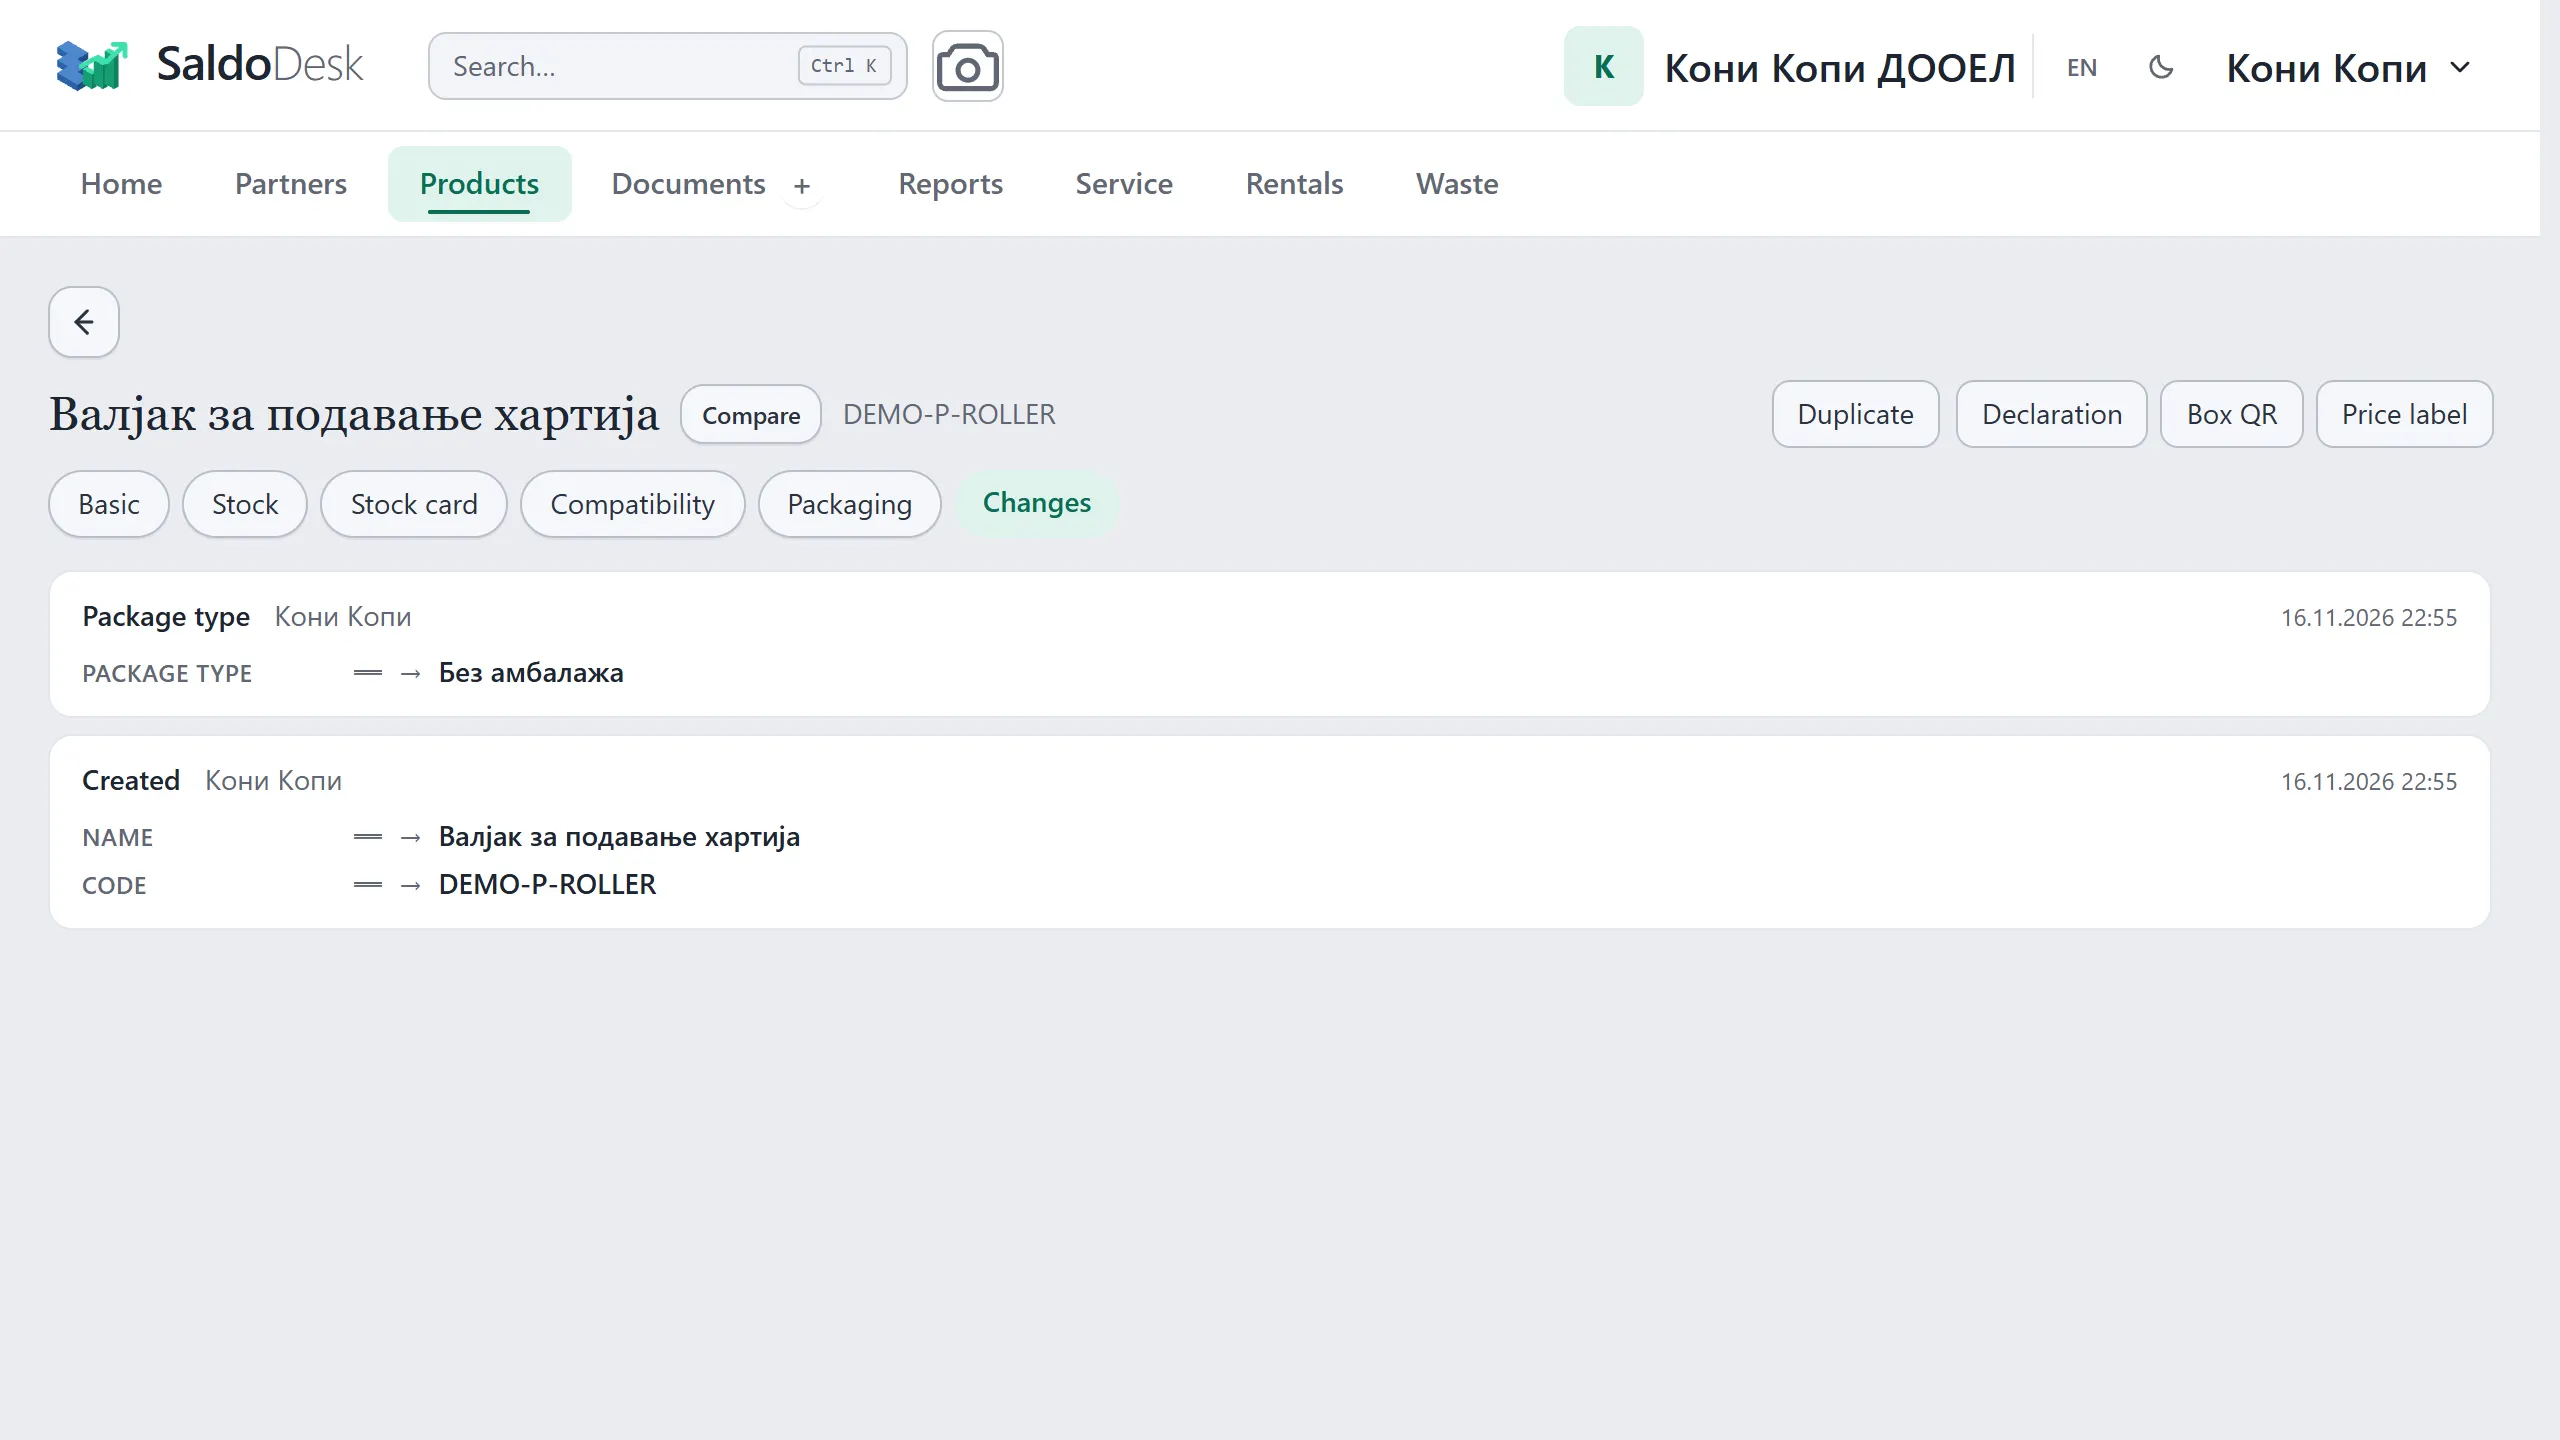 SaldoDesk
Search...
Ctrl K
K
Кони Копи ДООЕЛ
EN
Кони Копи
Home
Partners
Products
Documents +
Reports
Service
Rentals
Waste
Валјак за подавање хартија
Compare
DEMO-P-ROLLER
Duplicate
Declaration
Box QR
Price label
Basic
Stock
Stock card
Compatibility
Packaging
Changes
Package type Кони Копи 16.11.2026 22:55
PACKAGE TYPE — → Без амбалажа
Created Кони Копи 16.11.2026 22:55
NAME — → Валјак за подавање хартија
CODE — → DEMO-P-ROLLER